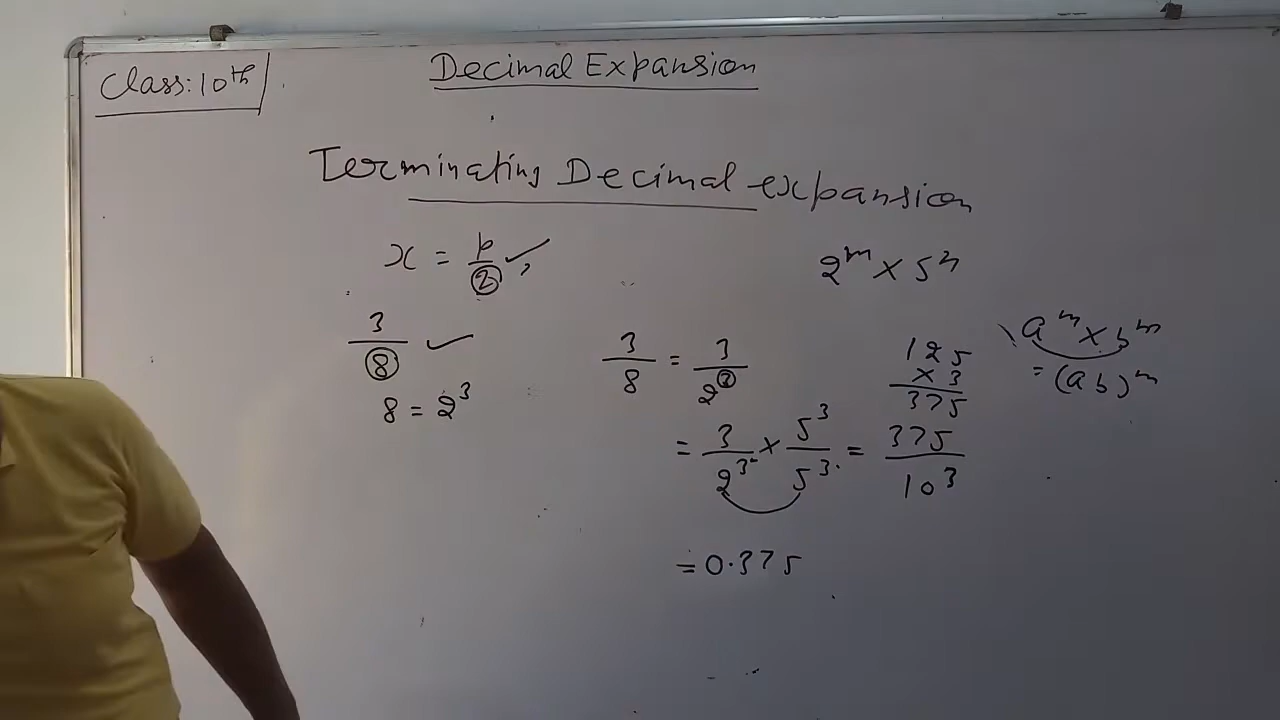 Class: 10th
Decimal Expansion
Terminating Decimal expansion
x = p/q ✓,
2^m × 5^n
3/8 ✓
8 = 2^3
3/8 = 3/2^3
= 3/2^3 × 5^3/5^3 = 375/10^3
= 0.375
125
× 3
375
a^m × b^m
= (ab)^m